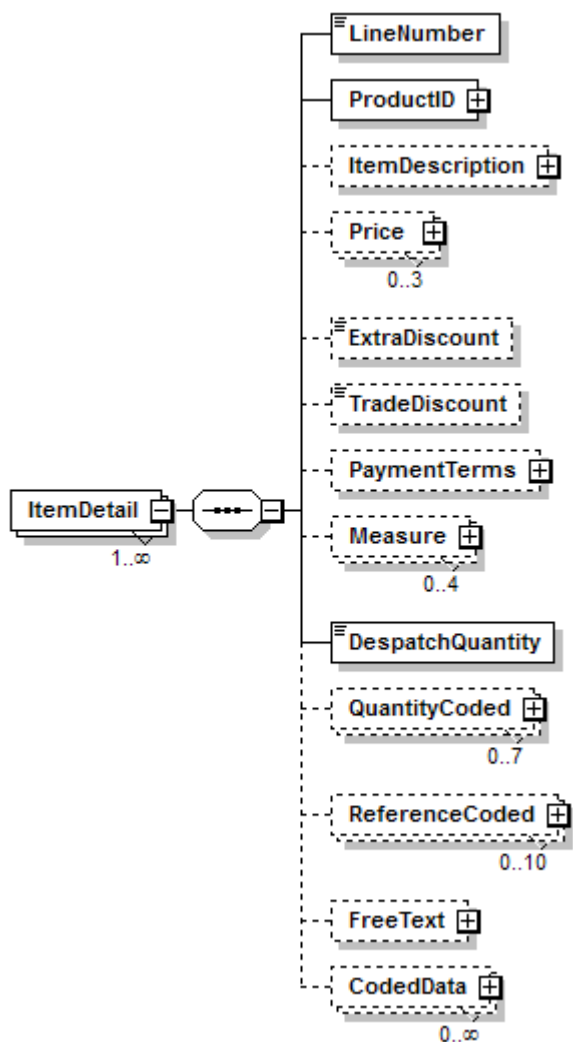 LineNumber
ProductID
ItemDescription
Price
0..3
ExtraDiscount
TradeDiscount
PaymentTerms
ItemDetail
1..∞
Measure
0..4
DespatchQuantity
QuantityCoded
0..7
ReferenceCoded
0..10
FreeText
CodedData
0..∞